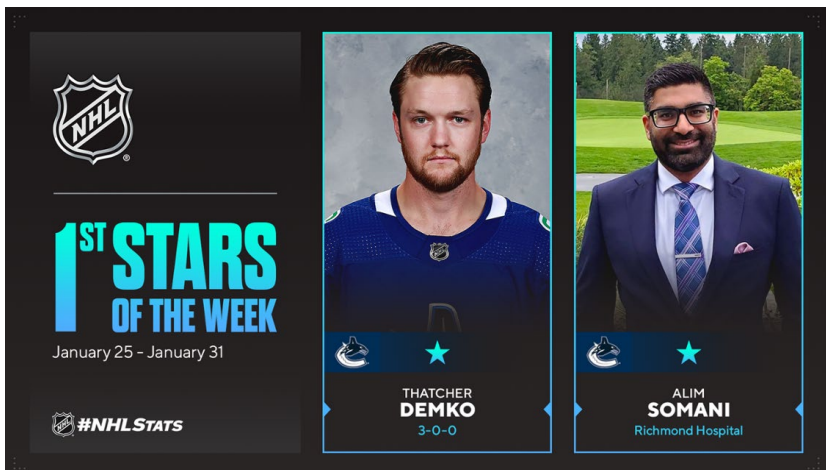 NHL
1ST STARS
OF THE WEEK
January 25 - January 31
NHL #NHLSTATS
THATCHER
DEMKO
3-0-0
ALIM
SOMANI
Richmond Hospital